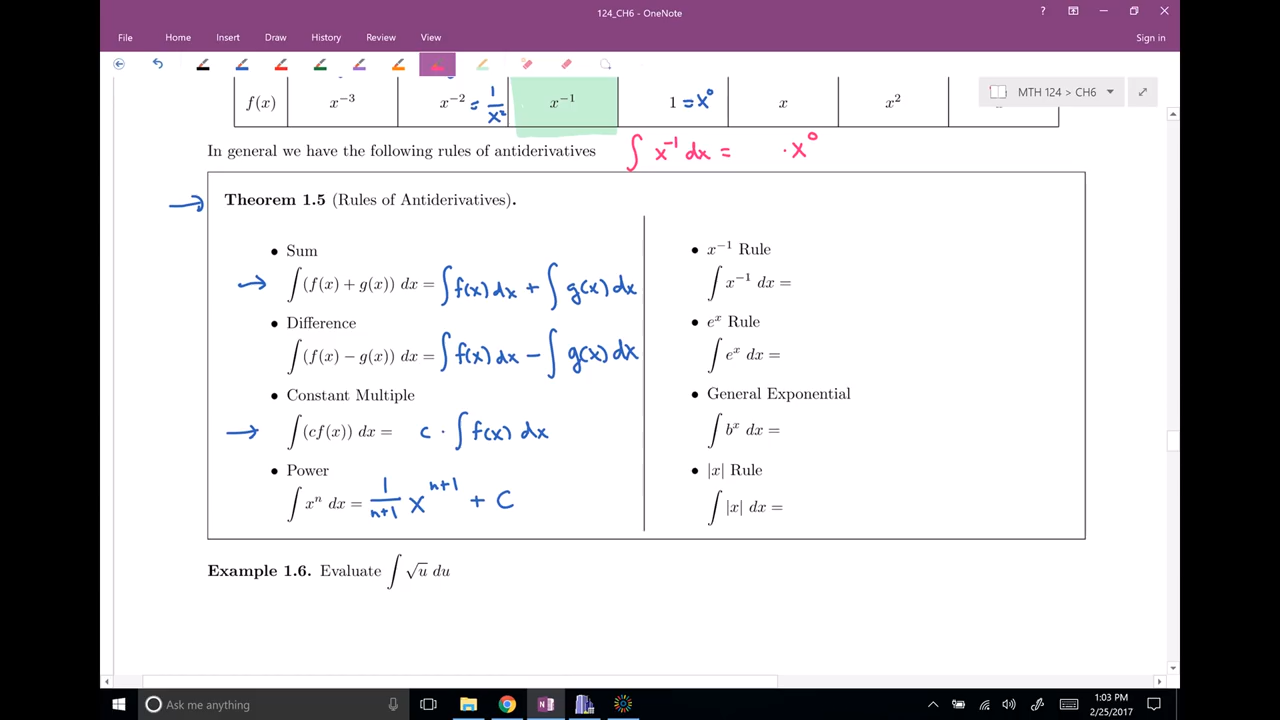 124_CH6 - OneNote
File Home Insert Draw History Review View Sign in
MTH 124 > CH6
f(x) x⁻³ x⁻² = 1/x² x⁻¹ 1 = x⁰ x x²
In general we have the following rules of antiderivatives ∫ x⁻¹ dx = · x⁰
→ Theorem 1.5 (Rules of Antiderivatives).
• Sum
→ ∫(f(x) + g(x)) dx = ∫f(x) dx + ∫g(x) dx
• Difference
∫(f(x) − g(x)) dx = ∫f(x) dx − ∫g(x) dx
• Constant Multiple
→ ∫(cf(x)) dx = c · ∫f(x) dx
• Power
∫xⁿ dx = 1/(n+1) xⁿ⁺¹ + C
• x⁻¹ Rule
∫x⁻¹ dx =
• eˣ Rule
∫eˣ dx =
• General Exponential
∫bˣ dx =
• |x| Rule
∫|x| dx =
Example 1.6. Evaluate ∫√u du
Ask me anything
1:03 PM
2/25/2017